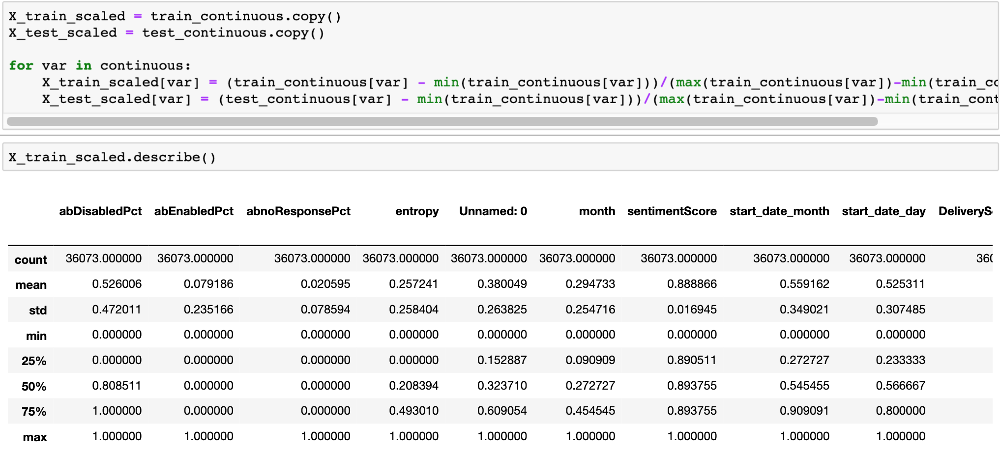 X_train_scaled = train_continuous.copy()
X_test_scaled = test_continuous.copy()
for var in continuous:
X_train_scaled[var] = (train_continuous[var] - min(train_continuous[var]))/(max(train_continuous[var])-min(train_co
X_test_scaled[var] = (test_continuous[var] - min(train_continuous[var]))/(max(train_continuous[var])-min(train_cont
X_train_scaled.describe()
abDisabledPct abEnabledPct abnoResponsePct entropy Unnamed: 0 month sentimentScore start_date_month start_date_day DeliveryS
count 36073.000000 36073.000000 36073.000000 36073.000000 36073.000000 36073.000000 36073.000000 36073.000000 36073.000000 360
mean 0.526006 0.079186 0.020595 0.257241 0.380049 0.294733 0.888866 0.559162 0.525311
std 0.472011 0.235166 0.078594 0.258404 0.263825 0.254716 0.016945 0.349021 0.307485
min 0.000000 0.000000 0.000000 0.000000 0.000000 0.000000 0.000000 0.000000 0.000000
25% 0.000000 0.000000 0.000000 0.000000 0.152887 0.090909 0.890511 0.272727 0.233333
50% 0.808511 0.000000 0.000000 0.208394 0.323710 0.272727 0.893755 0.545455 0.566667
75% 1.000000 0.000000 0.000000 0.493010 0.609054 0.454545 0.893755 0.909091 0.800000
max 1.000000 1.000000 1.000000 1.000000 1.000000 1.000000 1.000000 1.000000 1.000000